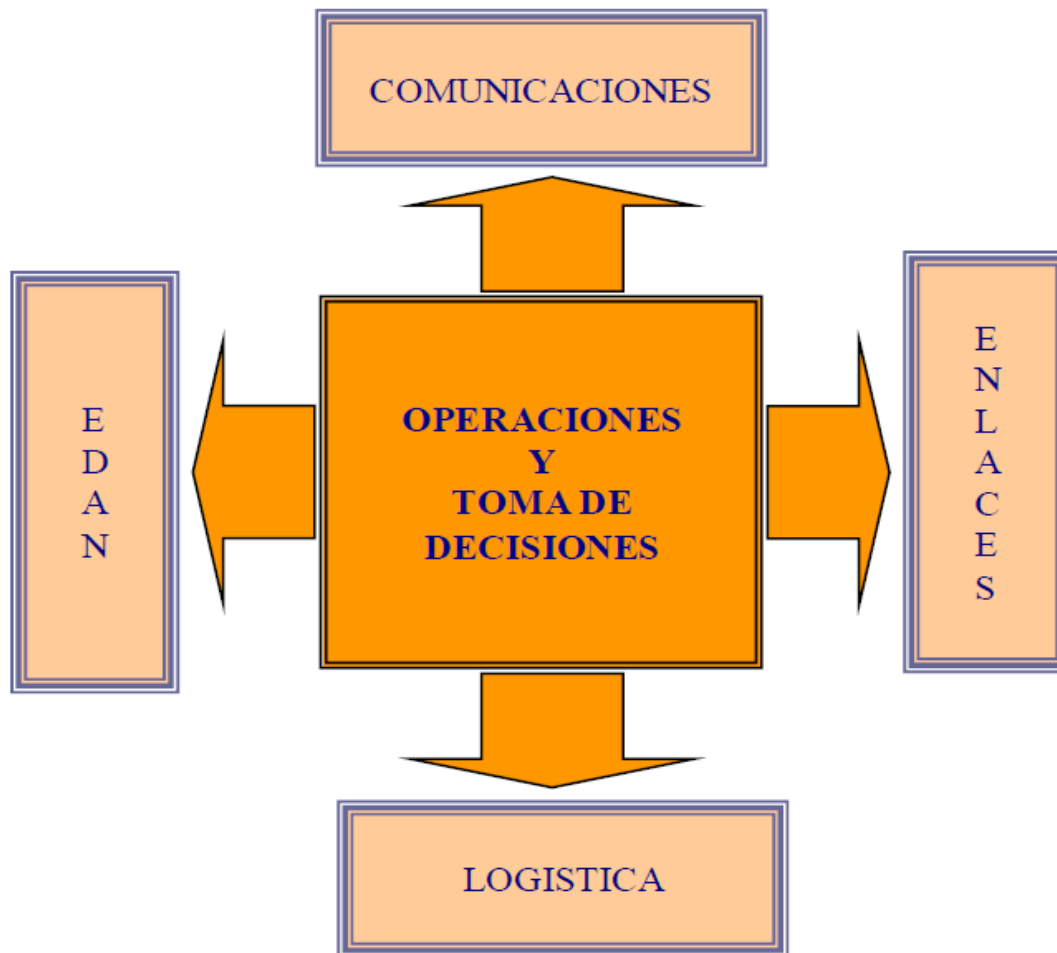 COMUNICACIONES
E
D
A
N
OPERACIONES
Y
TOMA DE
DECISIONES
E
N
L
A
C
E
S
LOGISTICA